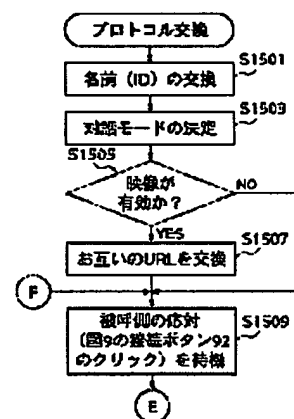 プロトコル交換
S1501
名前（ID）の交換
S1503
対話モードの決定
S1505
映像が
有効か？
NO
YES
S1507
お互いのURLを交換
F
S1509
被呼側の応対
（図9の接続ボタン92
のクリック）を待機
E